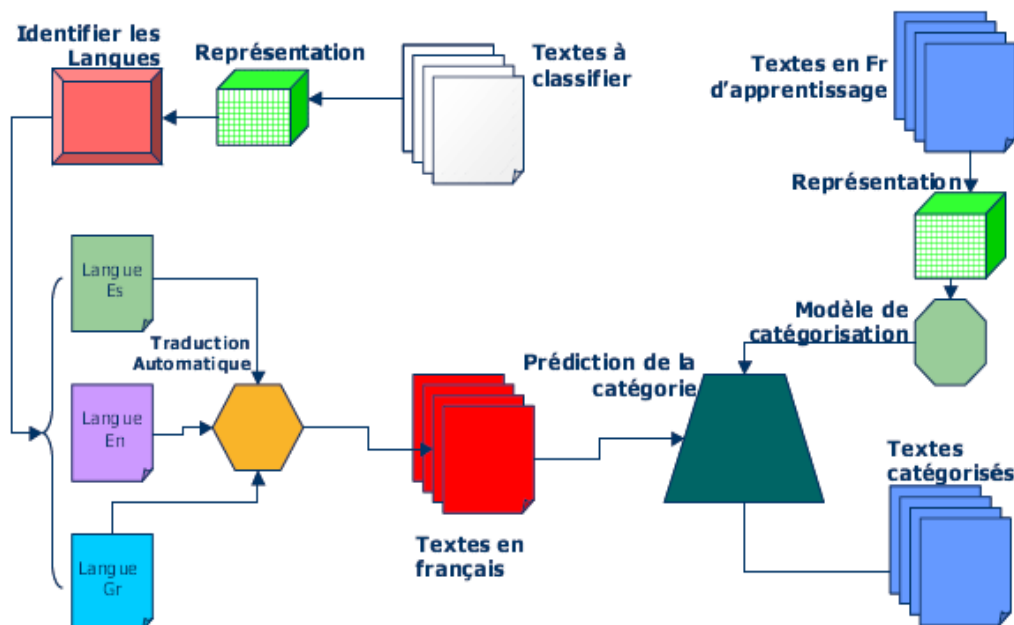 Identifier les
Langues
Représentation
Textes à
classifier
Textes en Fr
d'apprentissage
Représentation
Langue
Es
Modèle de
catégorisation
Traduction
Automatique
Prédiction de la
catégorie
Langue
En
Textes
catégorisés
Textes en
français
Langue
Gr